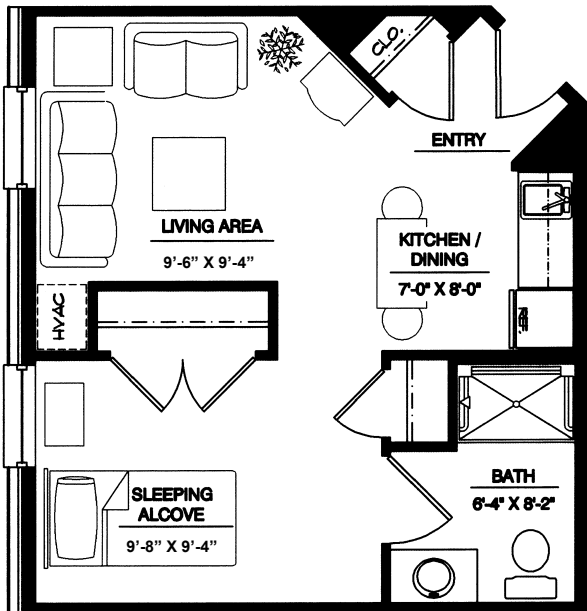 CLO.
ENTRY
LIVING AREA
9'-6" X 9'-4"
KITCHEN /
DINING
7'-0" X 8'-0"
HVAC
REF.
BATH
6'-4" X 8'-2"
SLEEPING
ALCOVE
9'-8" X 9'-4"